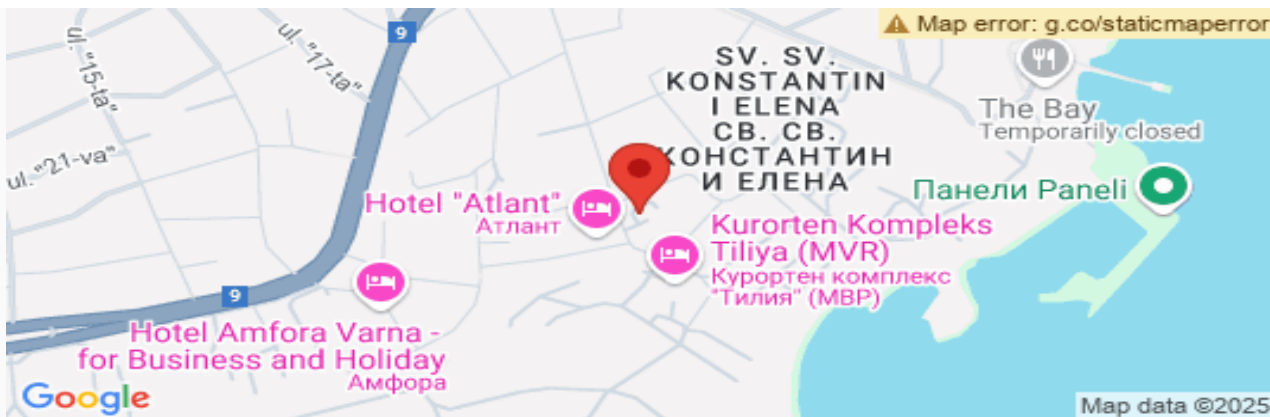 Map error: g.co/staticmaperror
9
ul. "15-ta"
ul. "17-ta"
SV. SV.
KONSTANTIN
I ELENA
СВ. СВ.
КОНСТАНТИН
И ЕЛЕНА
The Bay
Temporarily closed
ul. "21-va"
Панели Paneli
Hotel "Atlant"
Атлант
Kurorten Kompleks
Tiliya (MVR)
Курортен комплекс
"Тилия" (МВР)
9
Hotel Amfora Varna -
for Business and Holiday
Амфора
Google
Map data ©2025